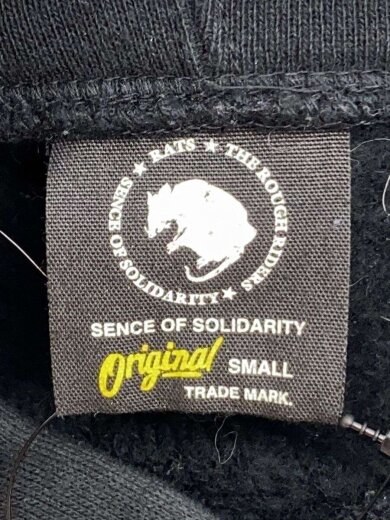 ★ RATS ★ THE ROUGH RIDERS ★ SENCE OF SOLIDARITY
SENCE OF SOLIDARITY
Original SMALL
TRADE MARK.